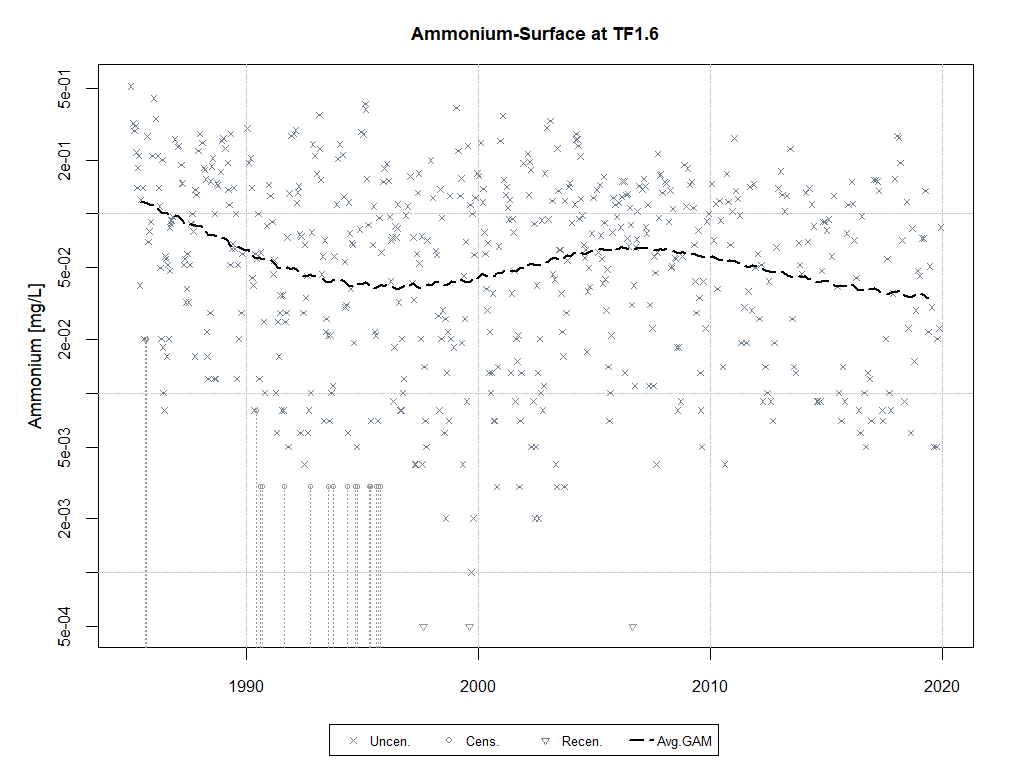 Ammonium-Surface at TF1.6
Ammonium [mg/L]
5e-01
2e-01
5e-02
2e-02
5e-03
2e-03
5e-04
1990 2000 2010 2020
Uncen. Cens. Recen. Avg.GAM